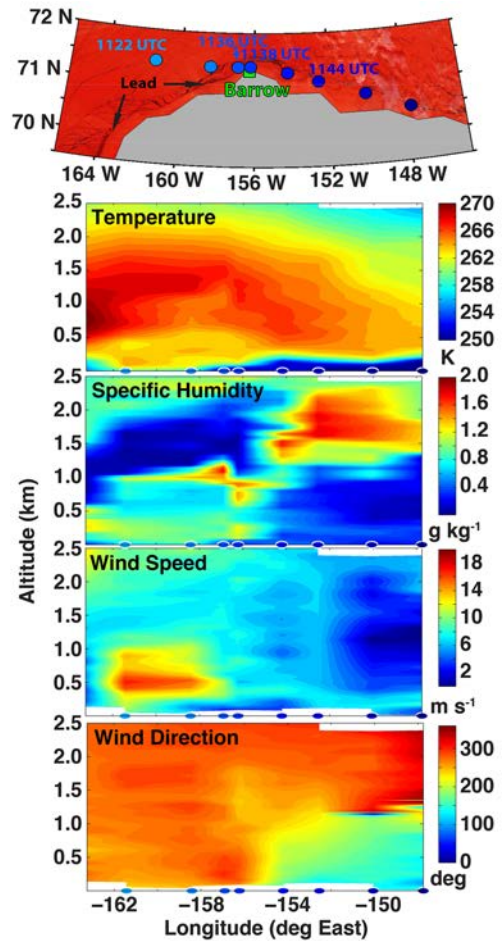 72 N
71 N
70 N
1122 UTC
1136 UTC
1138 UTC
1144 UTC
Lead
Barrow
164 W 160 W 156 W 152 W 148 W
Temperature
2.5
2.0
1.5
1.0
0.5
270
266
262
258
254
250
K
Specific Humidity
2.5
2.0
1.5
1.0
0.5
2.0
1.6
1.2
0.8
0.4
g kg⁻¹
Altitude (km)
Wind Speed
2.5
2.0
1.5
1.0
0.5
18
14
10
6
2
m s⁻¹
Wind Direction
2.5
2.0
1.5
1.0
0.5
300
200
100
0
deg
−162 −158 −154 −150
Longitude (deg East)